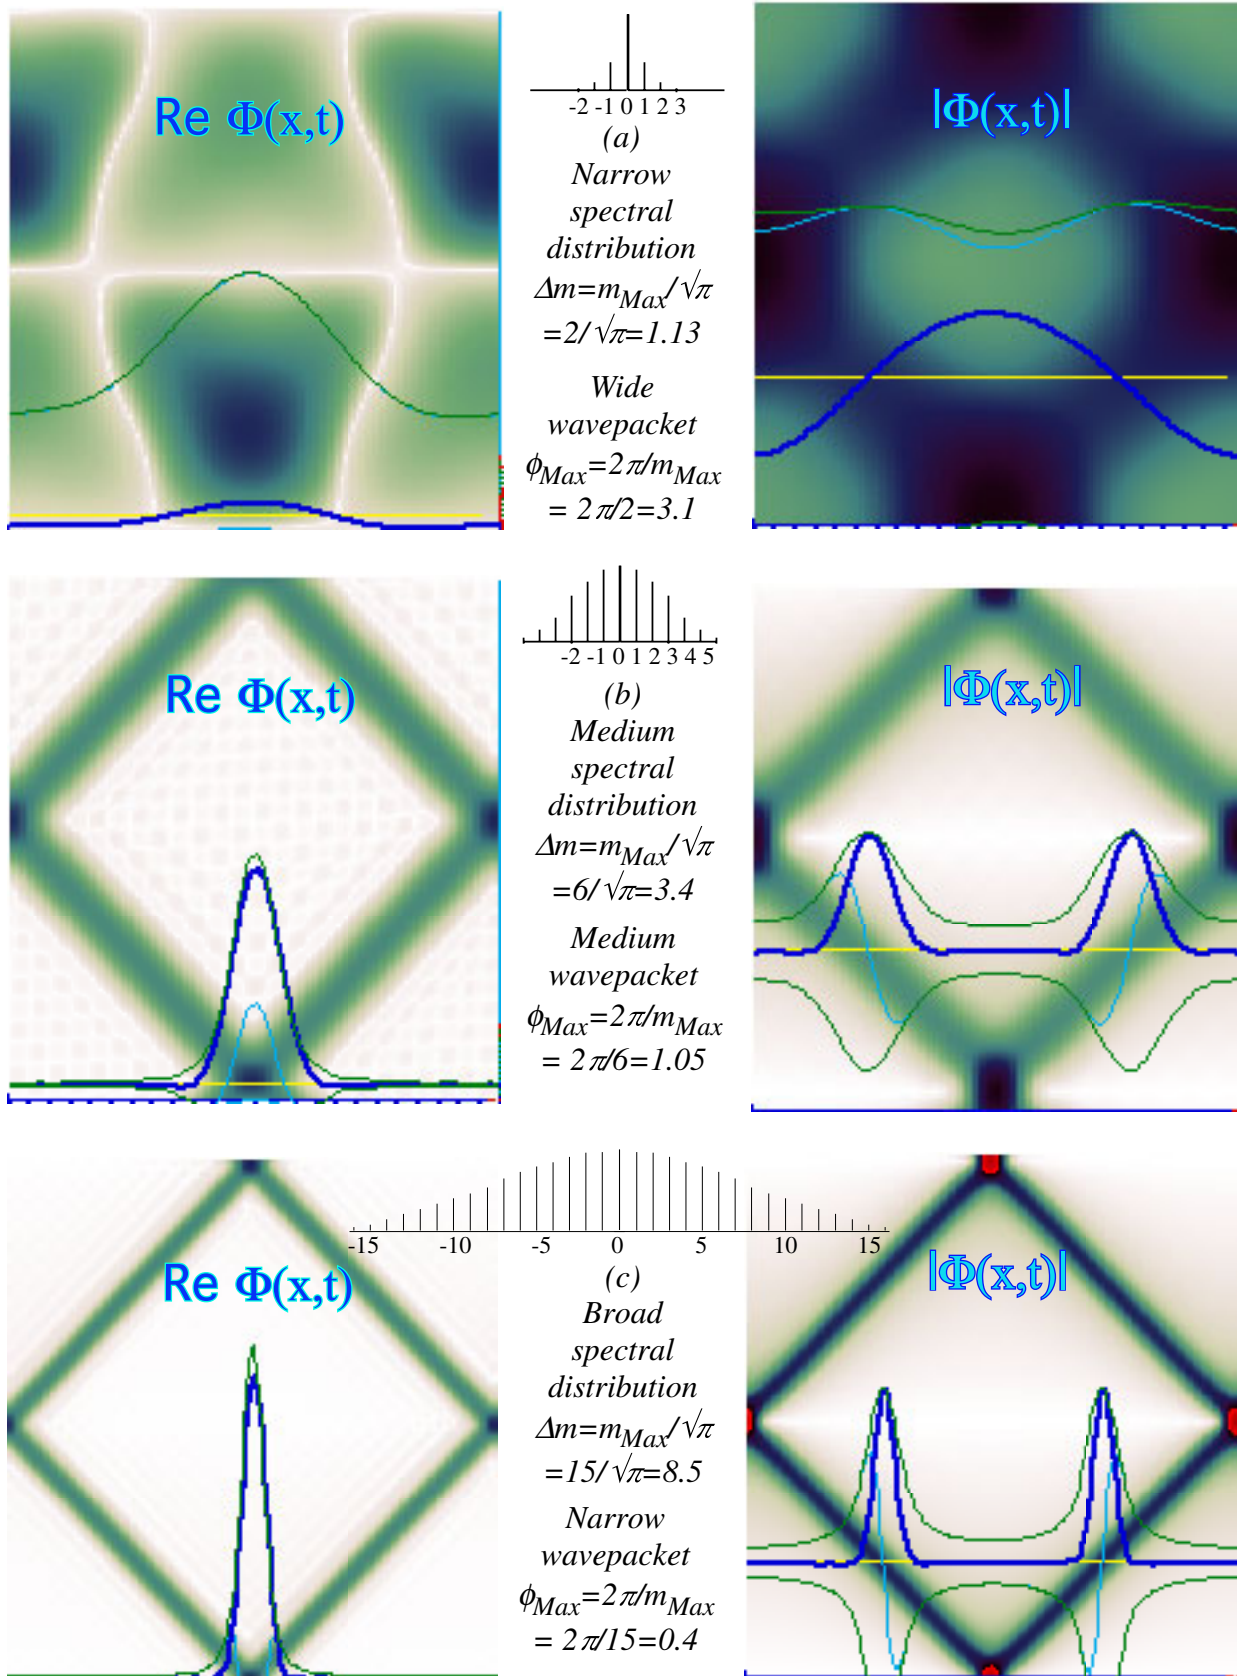 Re Φ(x,t)
-2 -1 0 1 2 3
(a)
Narrow
spectral
distribution
Δm=m_Max/√π
=2/√π=1.13
Wide
wavepacket
ϕ_Max=2π/m_Max
= 2π/2=3.1
|Φ(x,t)|
Re Φ(x,t)
-2 -1 0 1 2 3 4 5
(b)
Medium
spectral
distribution
Δm=m_Max/√π
=6/√π=3.4
Medium
wavepacket
ϕ_Max=2π/m_Max
= 2π/6=1.05
|Φ(x,t)|
Re Φ(x,t)
-15 -10 -5 0 5 10 15
(c)
Broad
spectral
distribution
Δm=m_Max/√π
=15/√π=8.5
Narrow
wavepacket
ϕ_Max=2π/m_Max
= 2π/15=0.4
|Φ(x,t)|